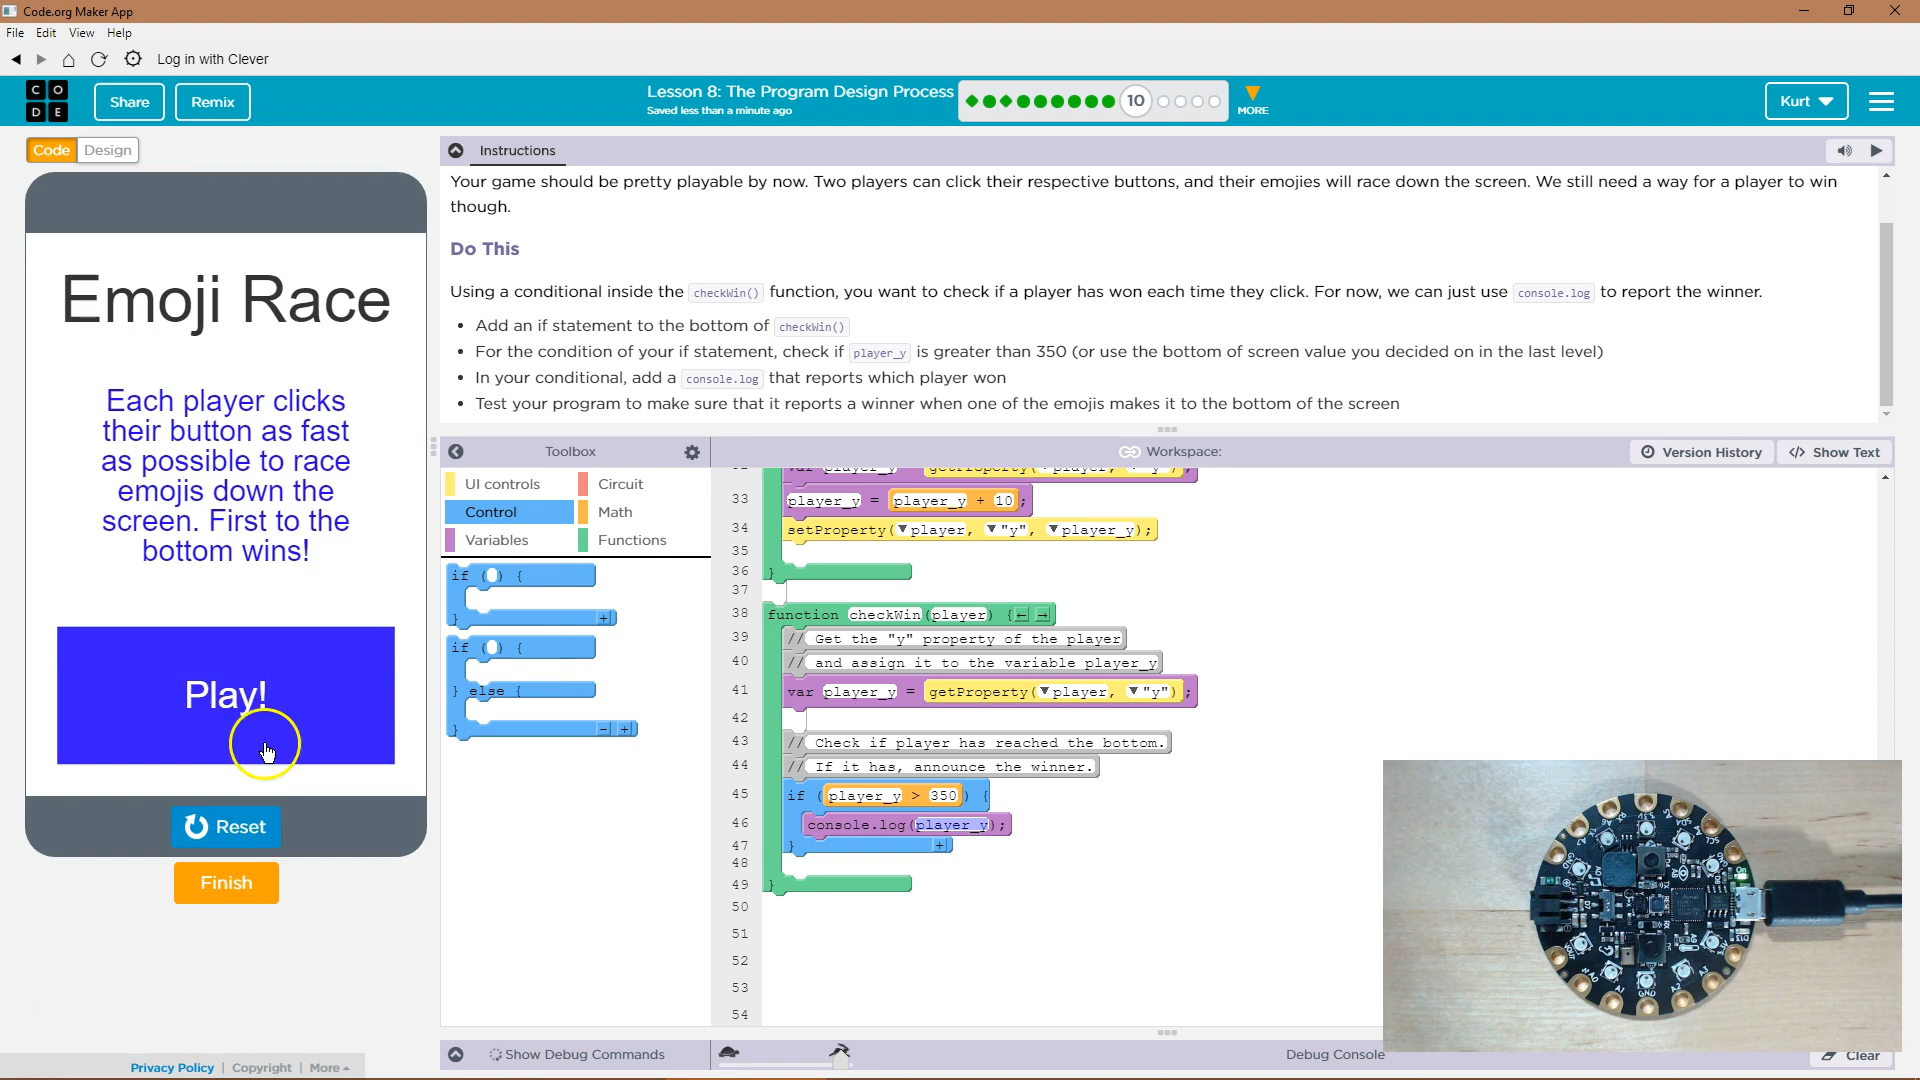 Code.org Maker App
File Edit View Help
Log in with Clever
C O D E
Share
Remix
Lesson 8: The Program Design Process
Saved less than a minute ago
10
MORE
Kurt
Code Design
Instructions
Your game should be pretty playable by now. Two players can click their respective buttons, and their emojies will race down the screen. We still need a way for a player to win
though.
Do This
Using a conditional inside the checkWin() function, you want to check if a player has won each time they click. For now, we can just use console.log to report the winner.
Add an if statement to the bottom of checkWin()
For the condition of your if statement, check if player_y is greater than 350 (or use the bottom of screen value you decided on in the last level)
In your conditional, add a console.log that reports which player won
Test your program to make sure that it reports a winner when one of the emojis makes it to the bottom of the screen
Emoji Race
Each player clicks
their button as fast
as possible to race
emojis down the
screen. First to the
bottom wins!
Play!
Reset
Finish
Privacy Policy | Copyright | More
Toolbox
Workspace:
Version History
</> Show Text
UI controls
Circuit
Control
Math
Variables
Functions
if ( ) {
}
if ( ) {
} else {
}
var player_y = getProperty(player, "y");
33 player_y = player_y + 10;
34 setProperty(player, "y", player_y);
35
36 }
37
38 function checkWin(player) {
39 // Get the "y" property of the player
40 // and assign it to the variable player_y
41 var player_y = getProperty(player, "y");
42
43 // Check if player has reached the bottom.
44 // If it has, announce the winner.
45 if (player_y > 350) {
46 console.log(player_y);
47 }
48
49 }
50
51
52
53
54
Show Debug Commands
Debug Console
Clear
GND
A1
A2
A3
D13
On